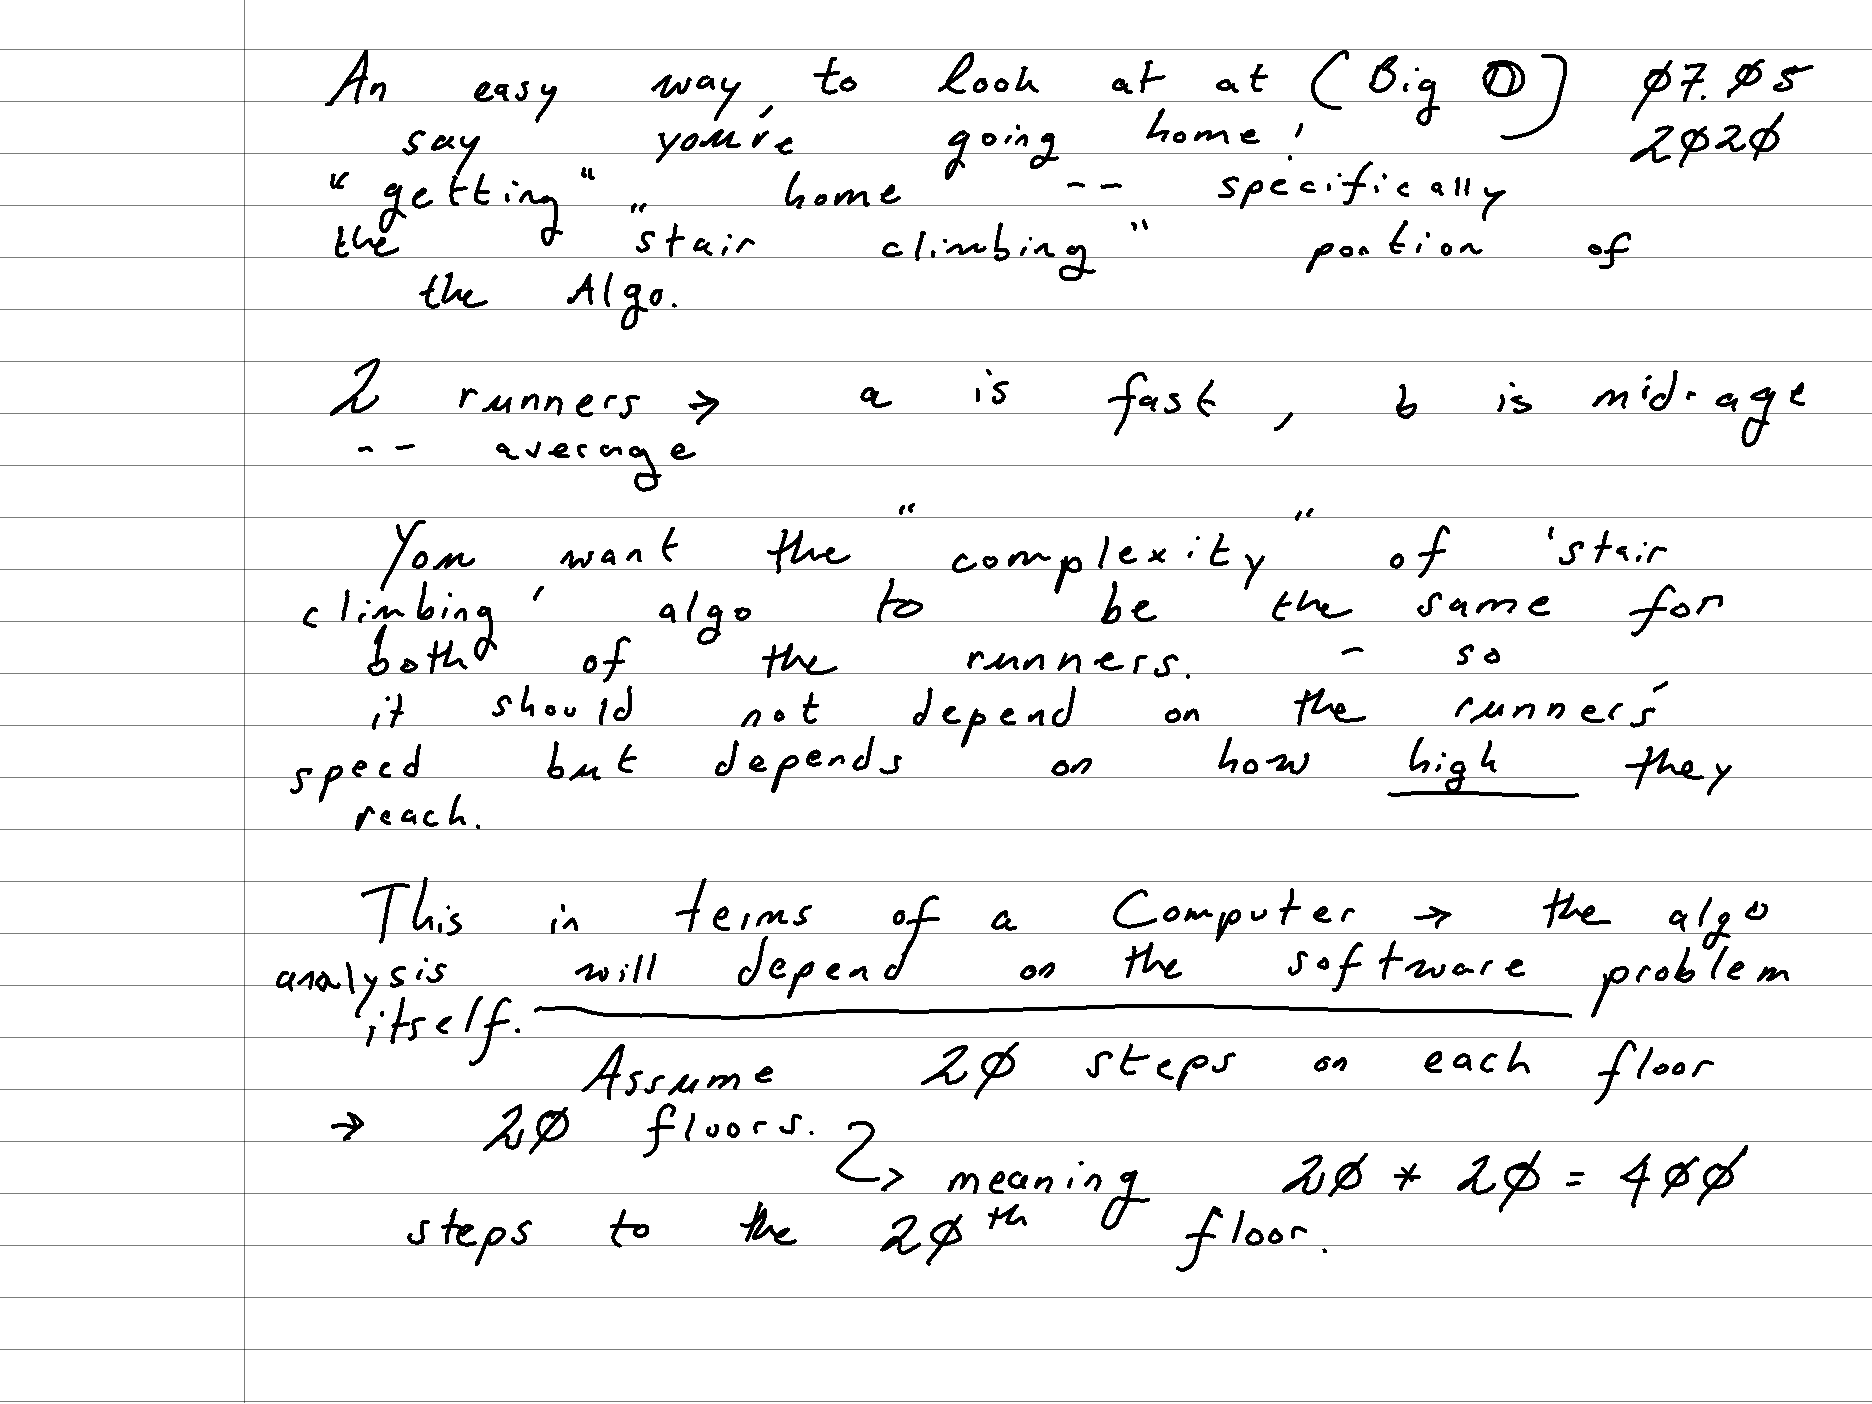 An easy way, to look at at (Big O) 07.05
say you're going home! 2020
"getting" home -- specifically
the "stair climbing" portion of
the Algo.
2 runners → a is fast, b is mid-age
-- average
You want the "complexity" of 'stair
climbing' algo to be the same for
both of the runners. - so
it should not depend on the runner's
speed but depends on how high they
reach.
This in terms of a Computer → the algo
analysis will depend on the software problem
itself.
Assume 20 steps on each floor
→ 20 floors.
↳ meaning 20 * 20 = 400
steps to the 20th floor.